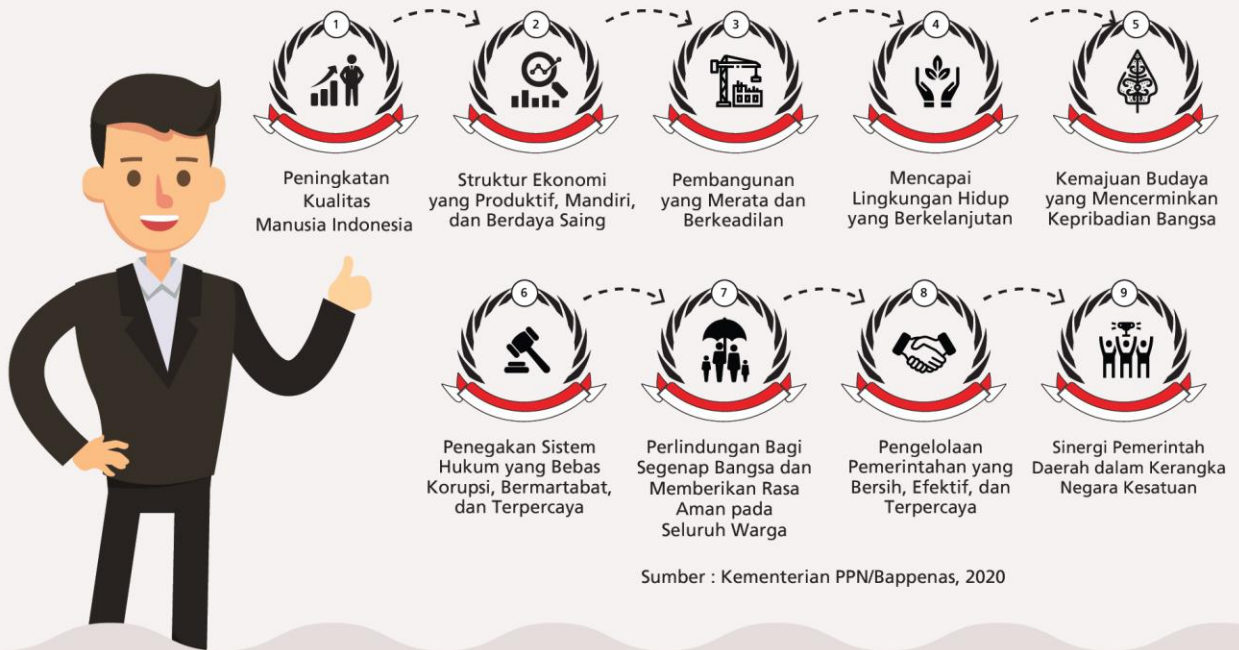 1
2
3
4
5
Peningkatan
Kualitas
Manusia Indonesia
Struktur Ekonomi
yang Produktif, Mandiri,
dan Berdaya Saing
Pembangunan
yang Merata dan
Berkeadilan
Mencapai
Lingkungan Hidup
yang Berkelanjutan
Kemajuan Budaya
yang Mencerminkan
Kepribadian Bangsa
6
7
8
9
Penegakan Sistem
Hukum yang Bebas
Korupsi, Bermartabat,
dan Terpercaya
Perlindungan Bagi
Segenap Bangsa dan
Memberikan Rasa
Aman pada
Seluruh Warga
Pengelolaan
Pemerintahan yang
Bersih, Efektif, dan
Terpercaya
Sinergi Pemerintah
Daerah dalam Kerangka
Negara Kesatuan
Sumber : Kementerian PPN/Bappenas, 2020